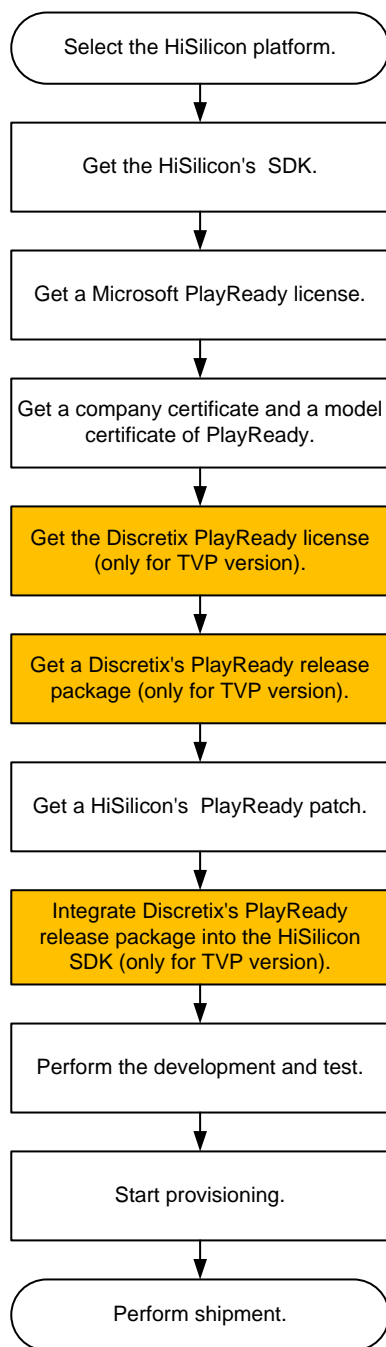 Select the HiSilicon platform.
Get the HiSilicon's  SDK.
Get a Microsoft PlayReady license.
Get a company certificate and a model
certificate of PlayReady.
Get the Discretix PlayReady license
(only for TVP version).
Get a Discretix's PlayReady release
package (only for TVP version).
Get a HiSilicon's  PlayReady patch.
Integrate Discretix's PlayReady
release package into the HiSilicon
SDK (only for TVP version).
Perform the development and test.
Start provisioning.
Perform shipment.